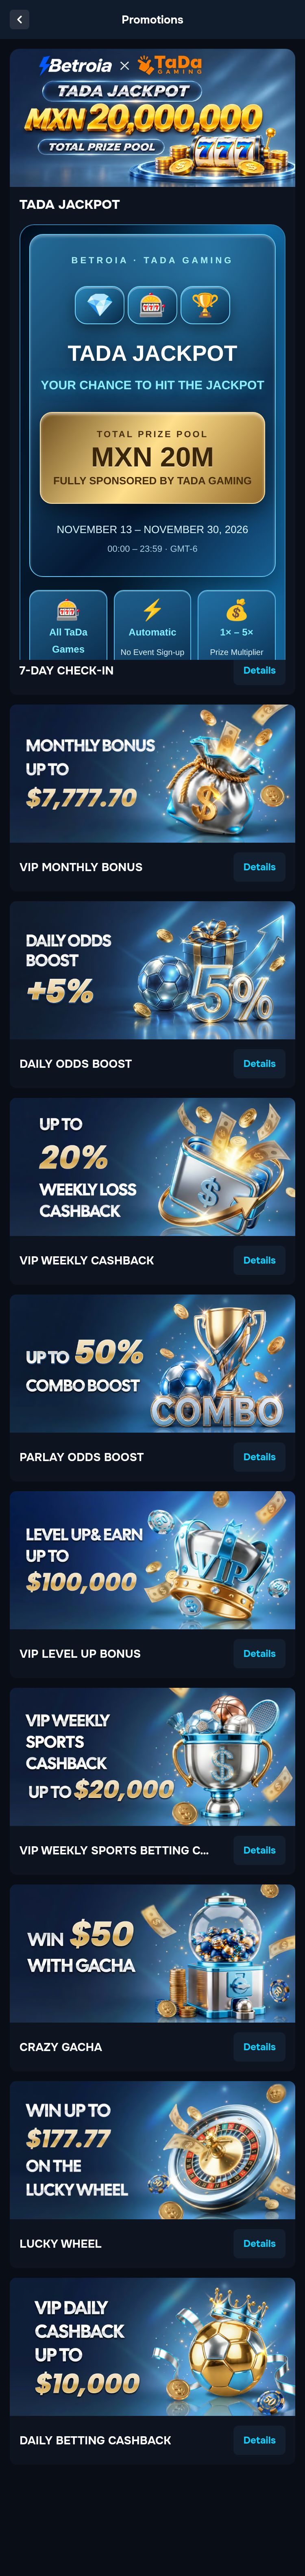 Promotions
Betroia × TaDa
GAMING
TADA JACKPOT
MXN 20,000,000
TOTAL PRIZE POOL
777
TADA JACKPOT
BETROIA · TADA GAMING
TADA JACKPOT
YOUR CHANCE TO HIT THE JACKPOT
TOTAL PRIZE POOL
MXN 20M
FULLY SPONSORED BY TADA GAMING
NOVEMBER 13 – NOVEMBER 30, 2026
00:00 – 23:59 · GMT-6
All TaDa
Games
Automatic
No Event Sign-up
1× – 5×
Prize Multiplier
7-DAY CHECK-IN
Details
MONTHLY BONUS
UP TO
$7,777.70
$
VIP MONTHLY BONUS
Details
DAILY ODDS
BOOST
+5%
5%
DAILY ODDS BOOST
Details
UP TO
20%
WEEKLY LOSS
CASHBACK
$
VIP WEEKLY CASHBACK
Details
UP TO 50%
COMBO BOOST
COMBO
PARLAY ODDS BOOST
Details
LEVEL UP& EARN
UP TO
$100,000
VIP
VIP LEVEL UP BONUS
Details
VIP WEEKLY
SPORTS
CASHBACK
UP TO $20,000
$
VIP WEEKLY SPORTS BETTING C...
Details
WIN $50
WITH GACHA
CRAZY GACHA
Details
WIN UP TO
$177.77
ON THE
LUCKY WHEEL
LUCKY WHEEL
Details
VIP DAILY
CASHBACK
UP TO
$10,000
DAILY BETTING CASHBACK
Details